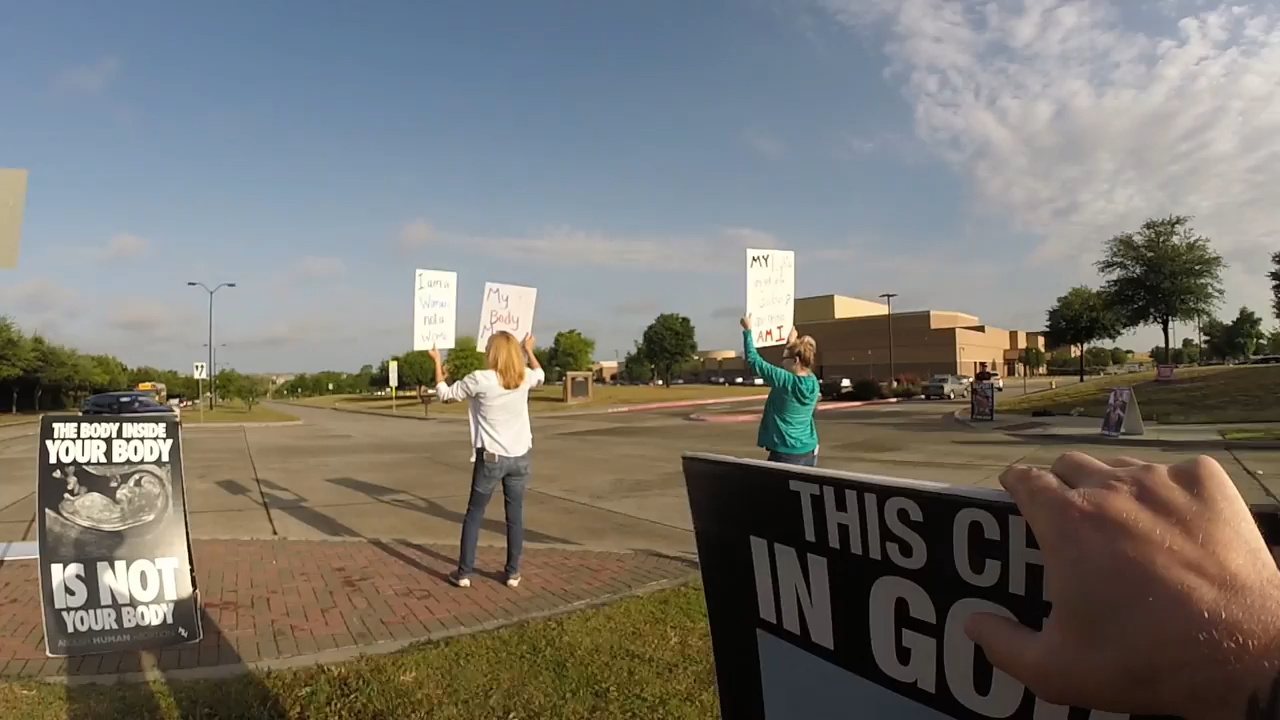 THE BODY INSIDE
YOUR BODY
IS NOT
YOUR BODY
HUMAN
I am a
Woman
not a
My
Body
MY
AM I
THIS CH
IN GO